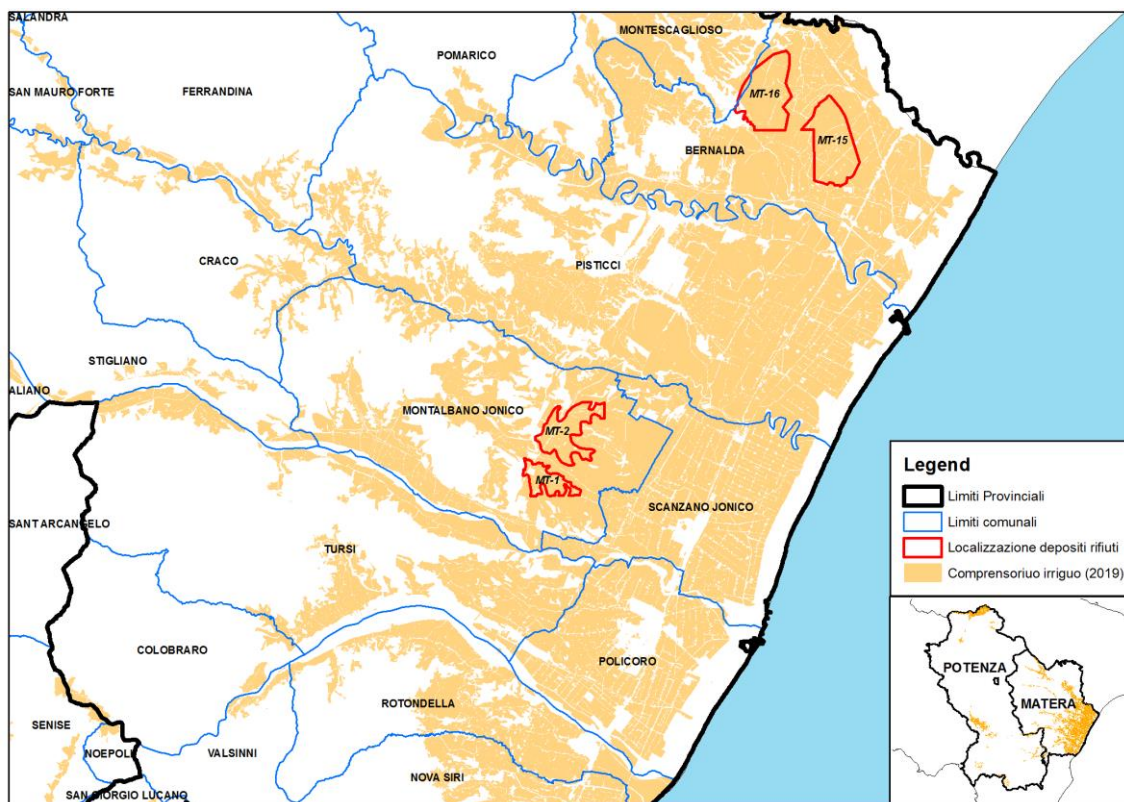 SALANDRA
MONTESCAGLIOSO
POMARICO
SAN MAURO FORTE
FERRANDINA
MT-16
MT-15
BERNALDA
CRACO
PISTICCI
STIGLIANO
ALIANO
MONTALBANO JONICO
MT-2
MT-1
SCANZANO JONICO
SANT'ARCANGELO
TURSI
COLOBRARO
POLICORO
ROTONDELLA
SENISE
NOEPOLI
VALSINNI
NOVA SIRI
SAN GIORGIO LUCANO
Legend
Limiti Provinciali
Limiti comunali
Localizzazione depositi rifiuti
Comprensoriuo irriguo (2019)
POTENZA
MATERA